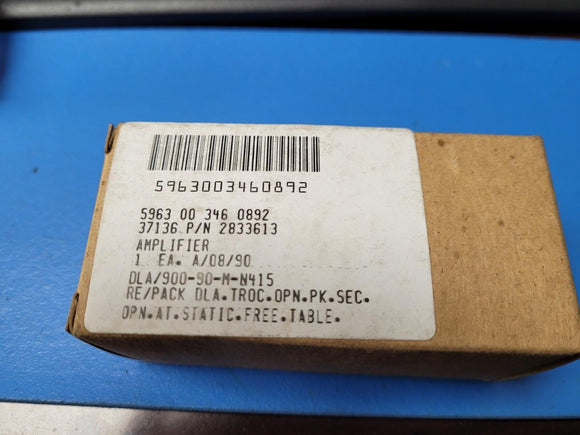 5963003460892
5963 00 346 0892
37136 P/N 2833613
AMPLIFIER
1 EA. A/08/90
DLA/900-90-M-N415
RE/PACK DLA.TROC.OPN.PK.SEC.
OPN.AT.STATIC.FREE.TABLE.